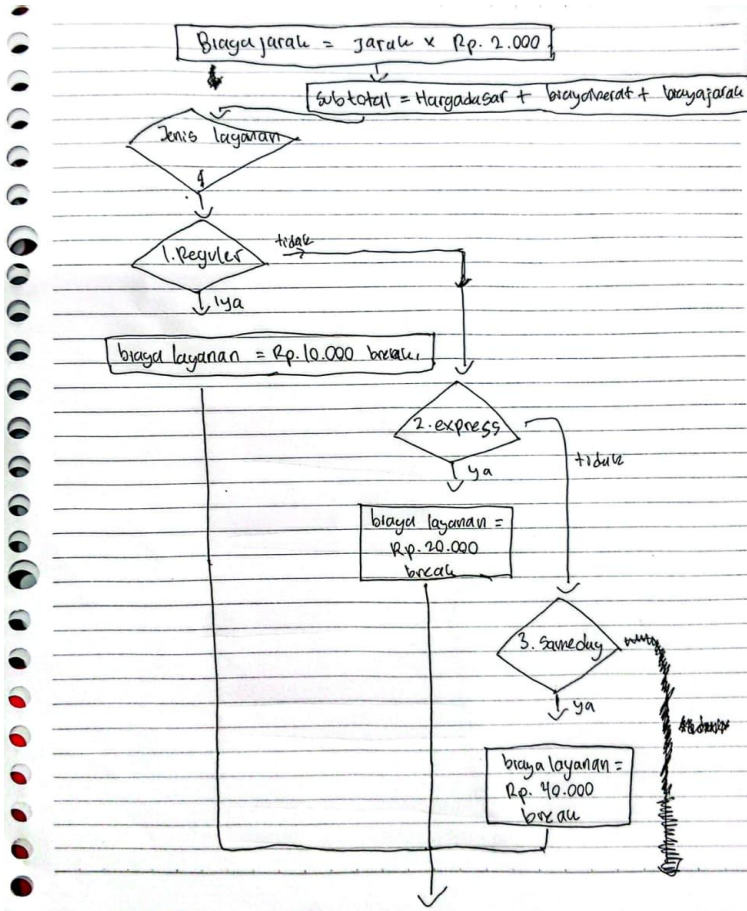 Biaya jarak = Jarak x Rp. 2.000
Subtotal = Hargadasar + biayaberat + biayajarak
Jenis layanan
1. Reguler
tidak
Iya
biaya layanan = Rp. 10.000 break.
2. express
tidak
ya
biaya layanan =
Rp. 20.000
break
3. Sameday
ya
biaya layanan =
Rp. 40.000
break